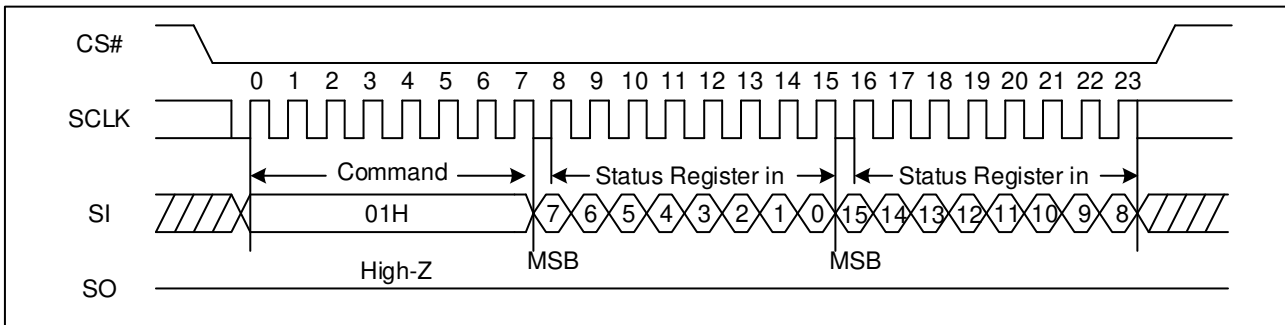 CS#
0 1 2 3 4 5 6 7 8 9 10 11 12 13 14 15 16 17 18 19 20 21 22 23
SCLK
Command Status Register in Status Register in
SI 01H 7 6 5 4 3 2 1 0 15 14 13 12 11 10 9 8
MSB MSB
High-Z
SO